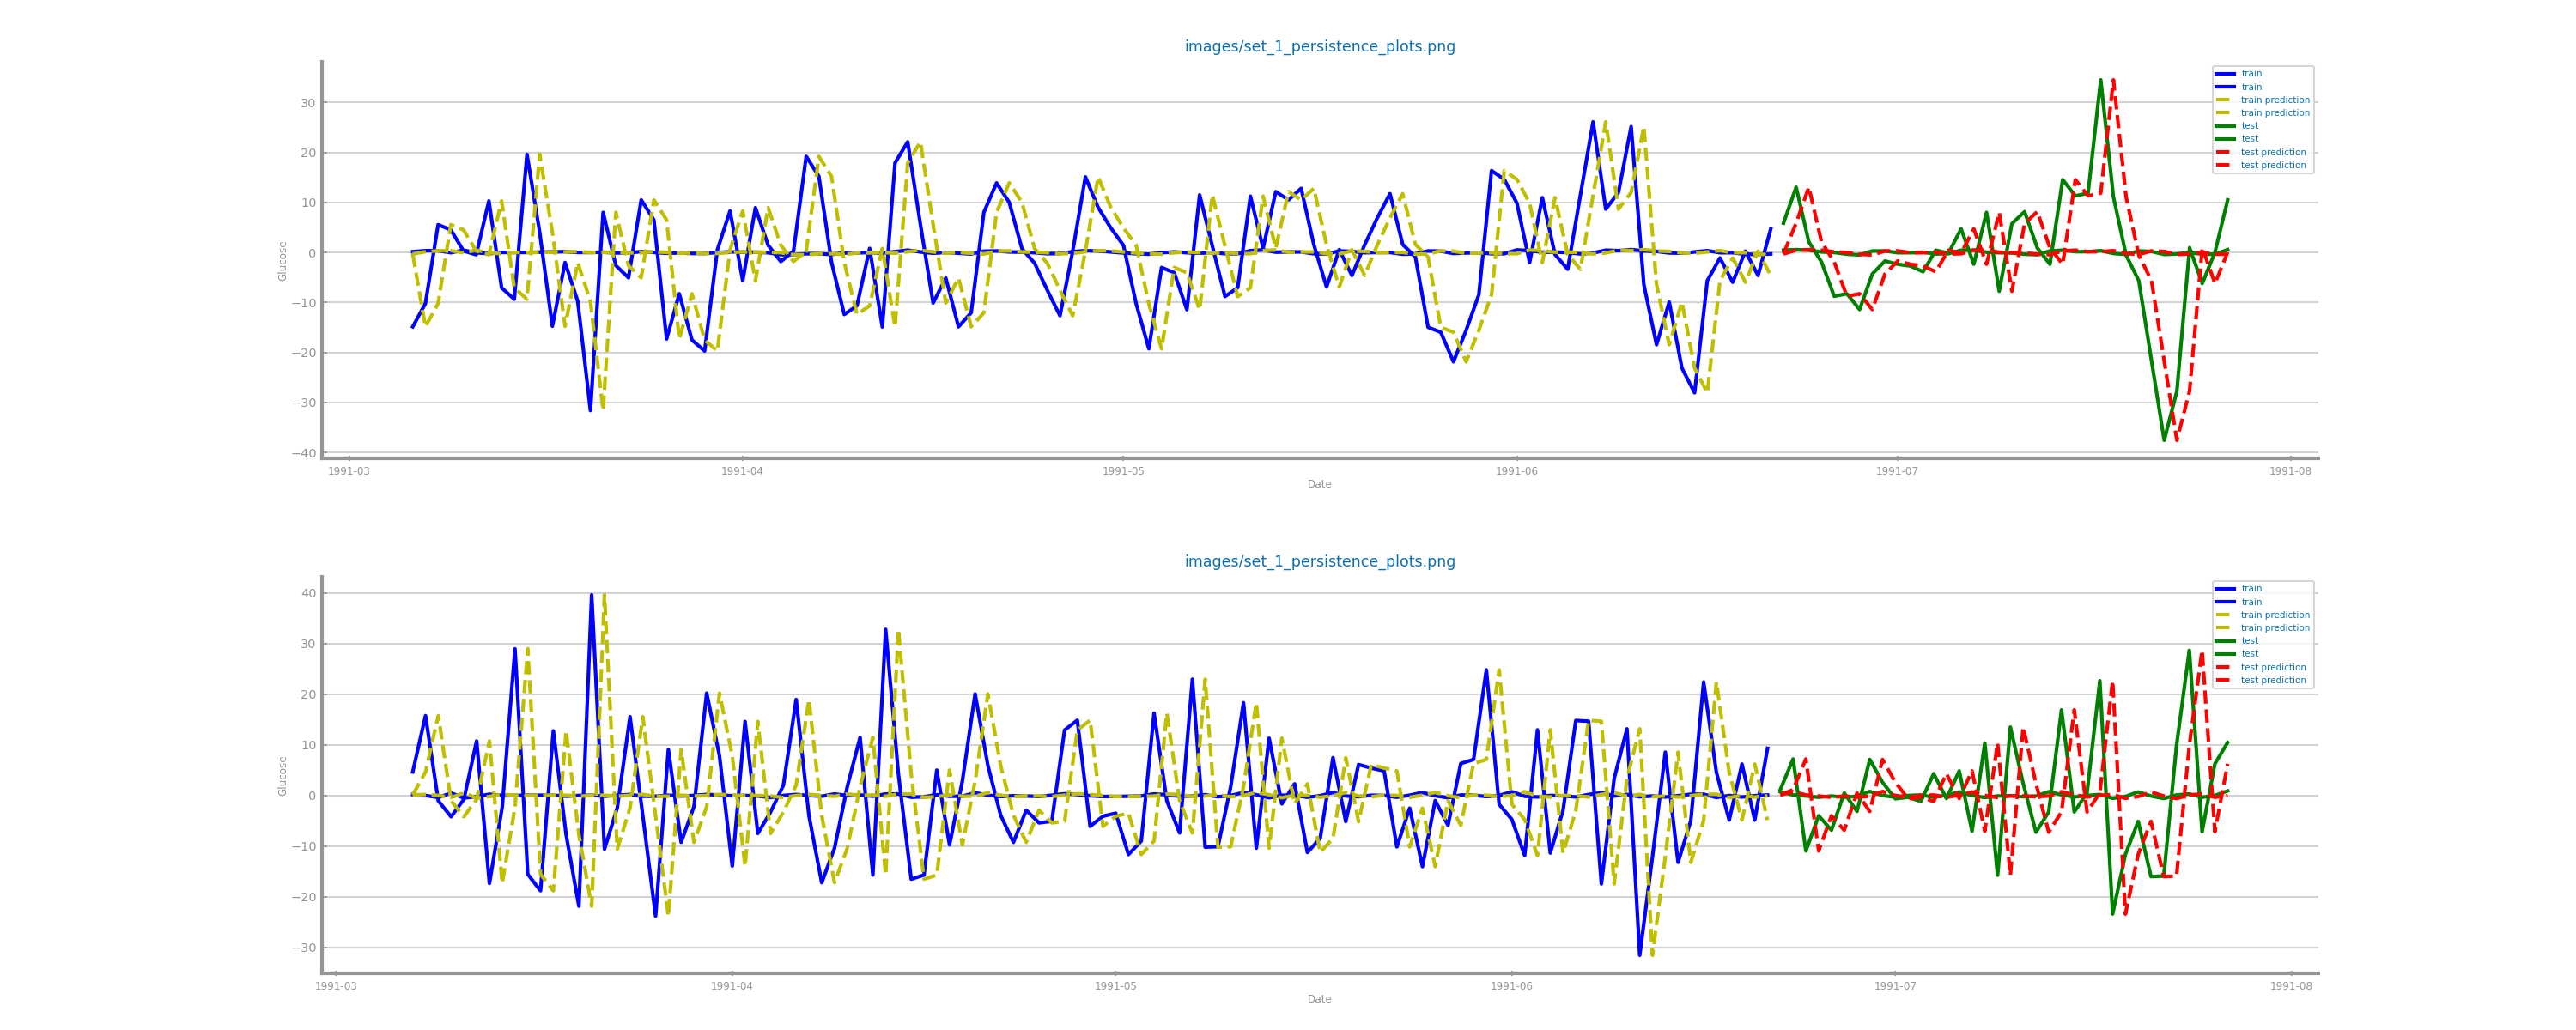 images/set_1_persistence_plots.png
30
20
10
0
−10
−20
−30
−40
Glucose
train
train
train prediction
train prediction
test
test
test prediction
test prediction
1991-03
1991-04
1991-05
1991-06
1991-07
1991-08
Date
images/set_1_persistence_plots.png
40
30
20
10
0
−10
−20
−30
Glucose
train
train
train prediction
train prediction
test
test
test prediction
test prediction
1991-03
1991-04
1991-05
1991-06
1991-07
1991-08
Date